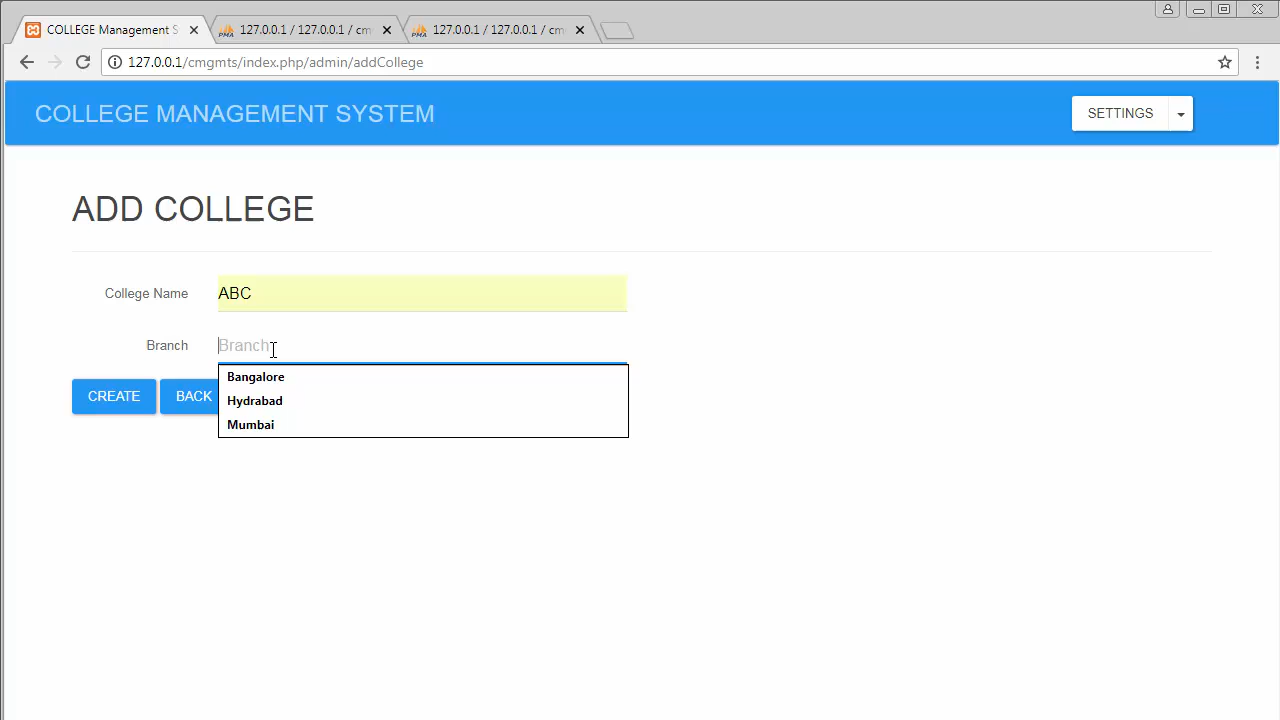 COLLEGE Management S
127.0.0.1 / 127.0.0.1 / cm
127.0.0.1 / 127.0.0.1 / cm
127.0.0.1/cmgmts/index.php/admin/addCollege
COLLEGE MANAGEMENT SYSTEM
SETTINGS
ADD COLLEGE
College Name ABC
Branch Branch
Bangalore
CREATE BACK
Hydrabad
Mumbai